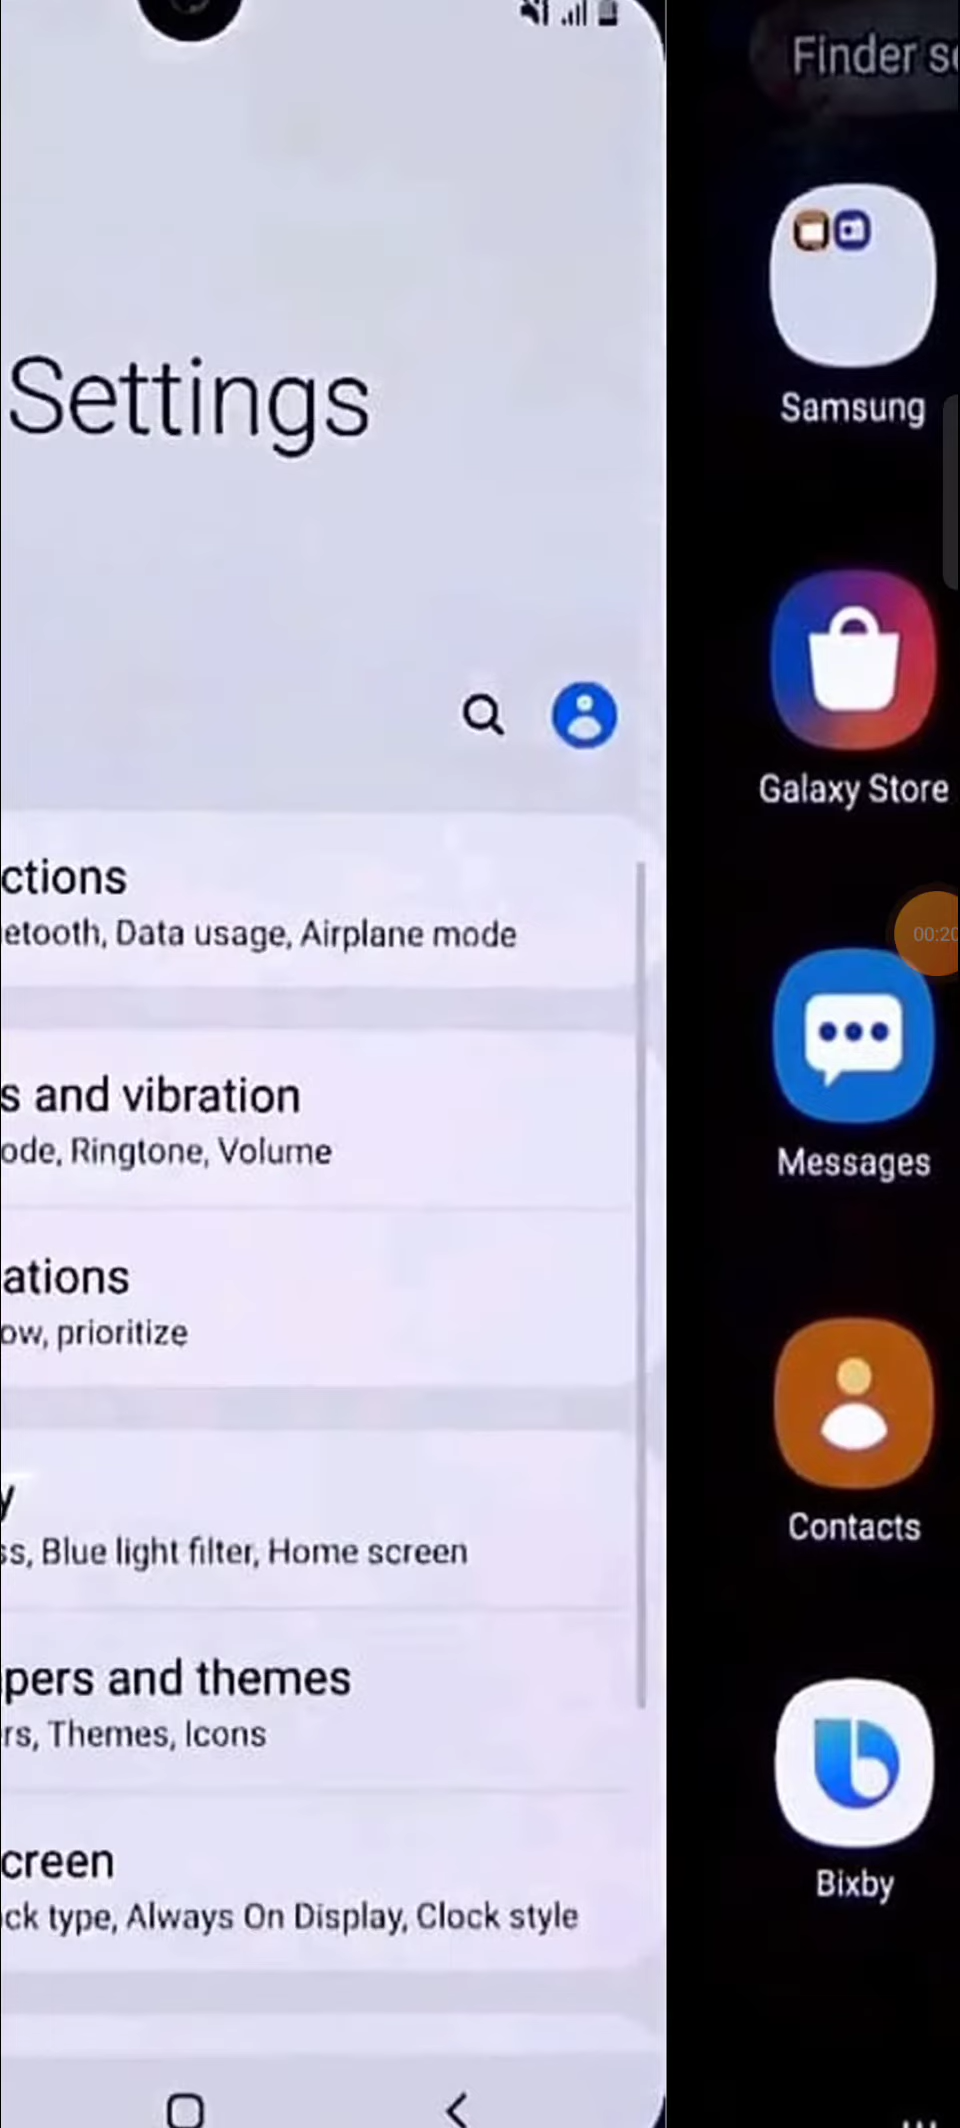 Settings
ctions
etooth, Data usage, Airplane mode
s and vibration
ode, Ringtone, Volume
ations
ow, prioritize
y
ss, Blue light filter, Home screen
pers and themes
rs, Themes, Icons
creen
ck type, Always On Display, Clock style
Finder s
Samsung
Galaxy Store
00:20
Messages
Contacts
Bixby